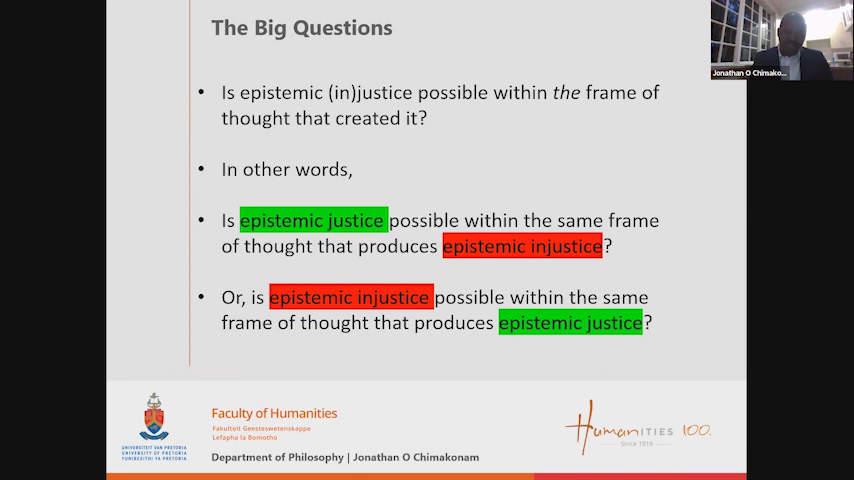 The Big Questions
Jonathan O Chimako...
• Is epistemic (in)justice possible within the frame of
thought that created it?
• In other words,
• Is epistemic justice possible within the same frame
of thought that produces epistemic injustice?
• Or, is epistemic injustice possible within the same
frame of thought that produces epistemic justice?
UNIVERSITEIT VAN PRETORIA
UNIVERSITY OF PRETORIA
YUNIBESITHI YA PRETORIA
Faculty of Humanities
Fakulteit Geesteswetenskappe
Lefapha la Bomotho
Department of Philosophy | Jonathan O Chimakonam
Humanities 100.
Since 1919